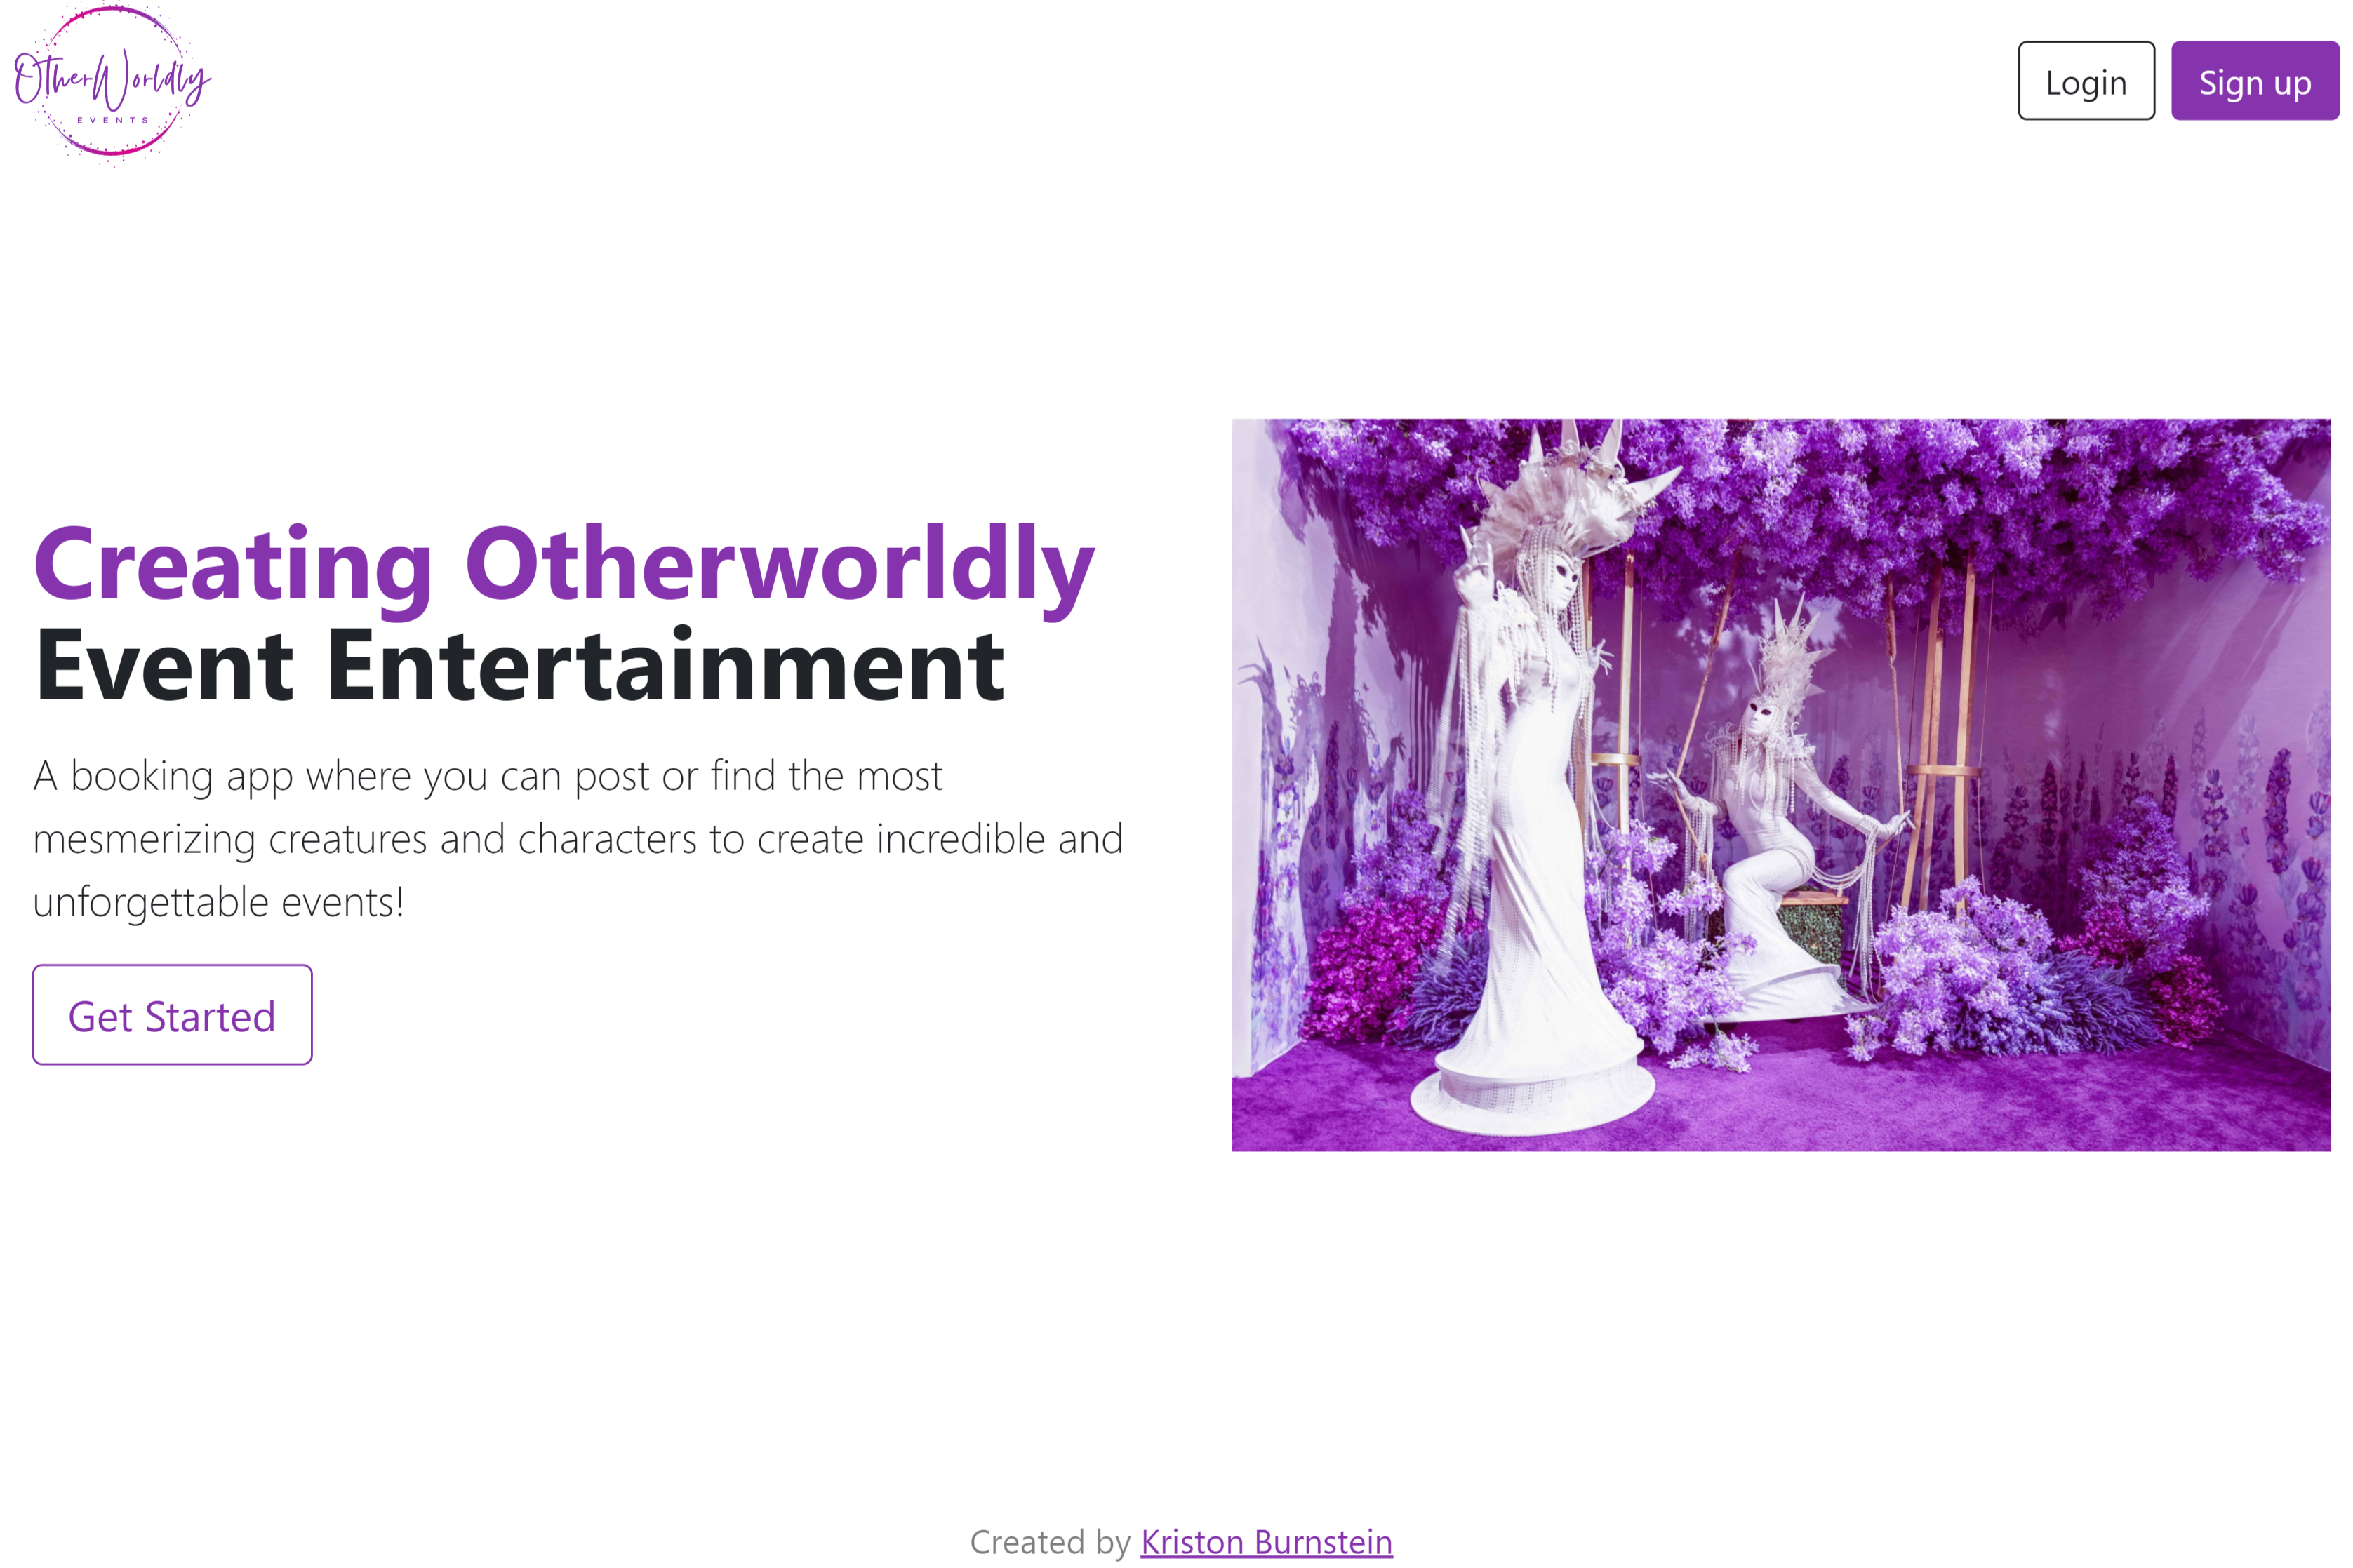 OtherWorldly
EVENTS
Login
Sign up
Creating Otherworldly
Event Entertainment
A booking app where you can post or find the most
mesmerizing creatures and characters to create incredible and
unforgettable events!
Get Started
Created by Kriston Burnstein